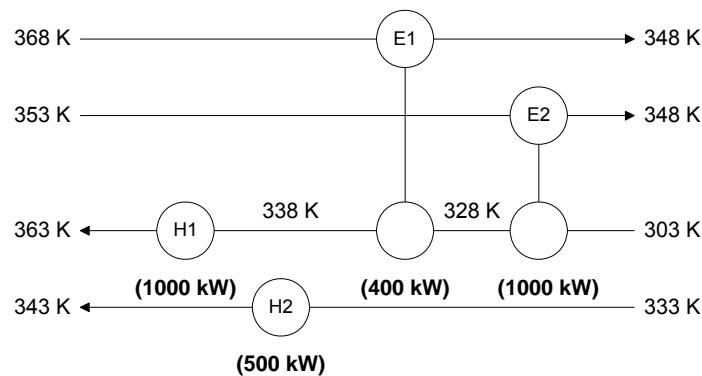 368 K E1 348 K
353 K E2 348 K
338 K 328 K
363 K H1 303 K
(1000 kW) (400 kW) (1000 kW)
343 K H2 333 K
(500 kW)